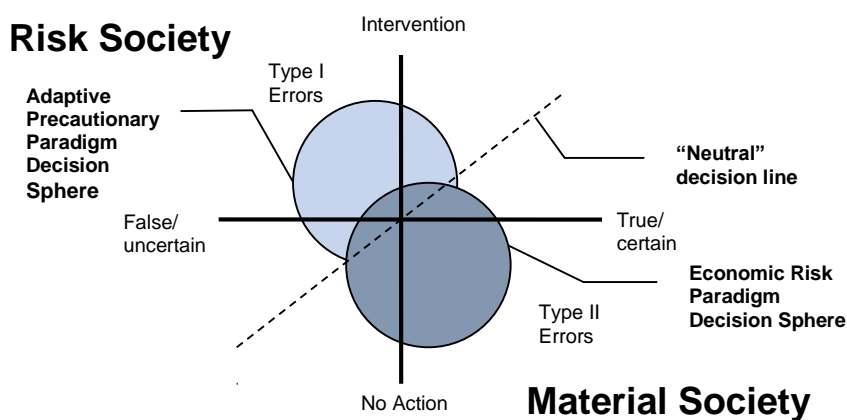 Intervention
Risk Society
Type I
Errors
Adaptive
Precautionary
Paradigm
Decision
Sphere
“Neutral”
decision line
False/
uncertain
True/
certain
Economic Risk
Paradigm
Decision Sphere
Type II
Errors
No Action
Material Society